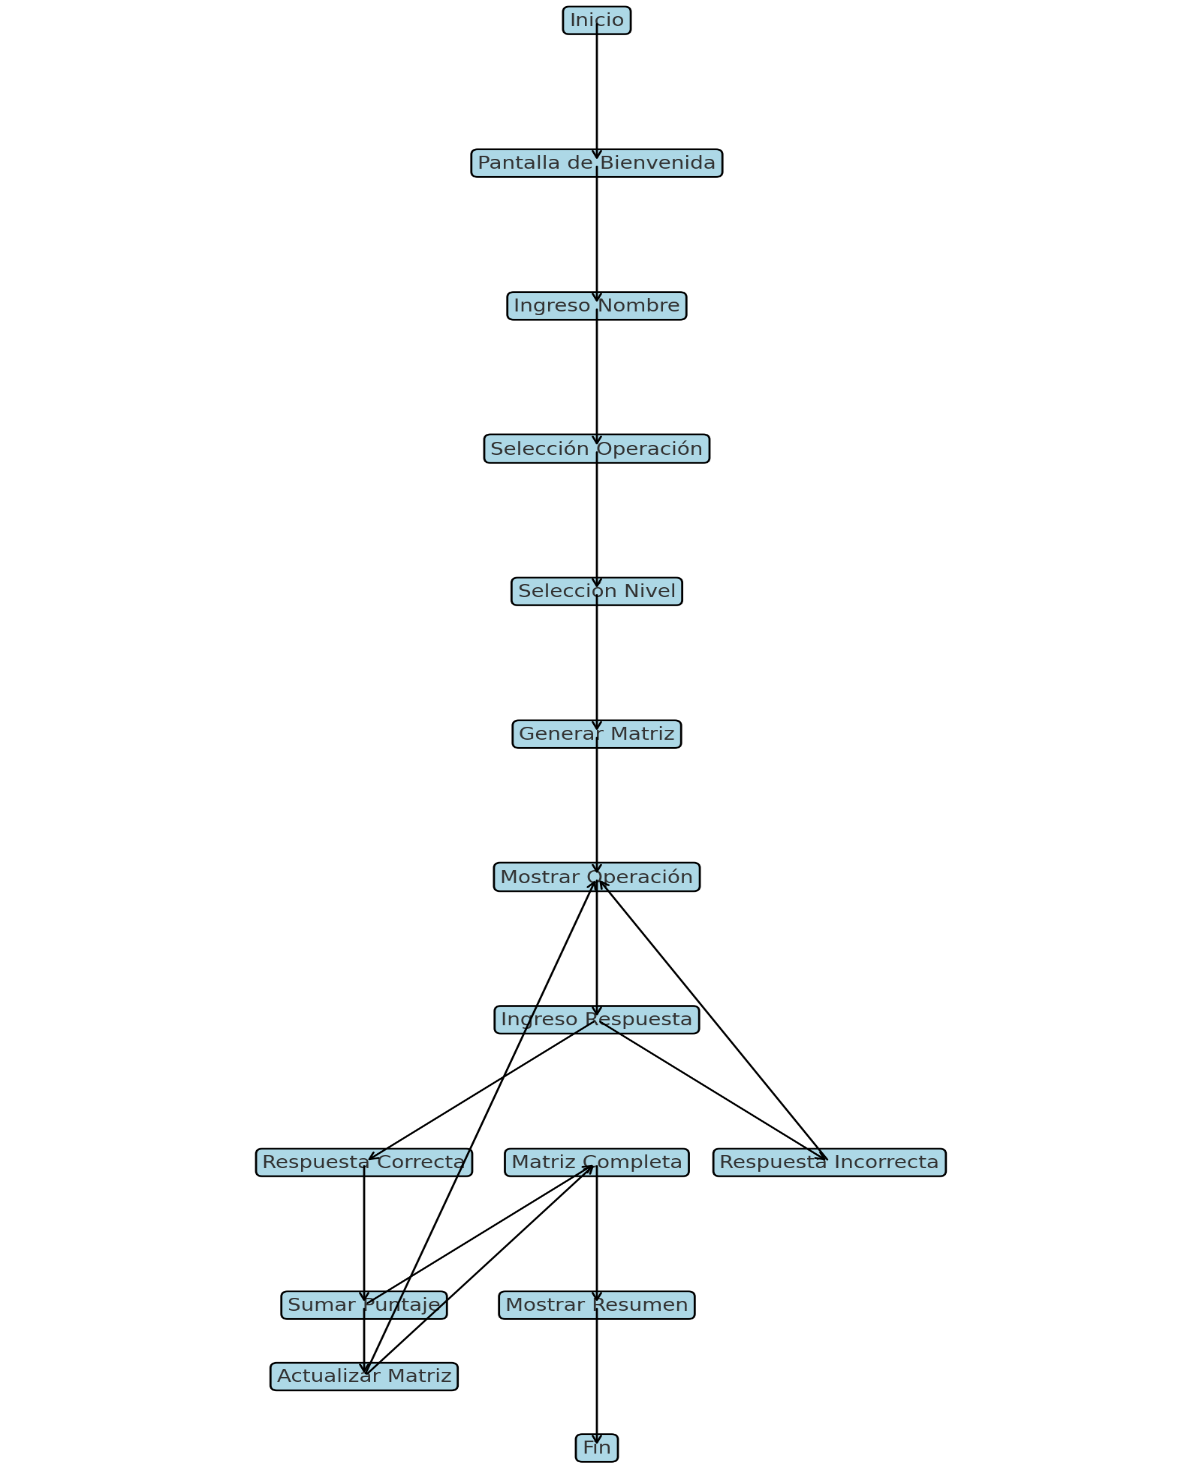 Inicio
Pantalla de Bienvenida
Ingreso Nombre
Selección Operación
Selección Nivel
Generar Matriz
Mostrar Operación
Ingreso Respuesta
Respuesta Correcta
Matriz Completa
Respuesta Incorrecta
Sumar Puntaje
Mostrar Resumen
Actualizar Matriz
Fin